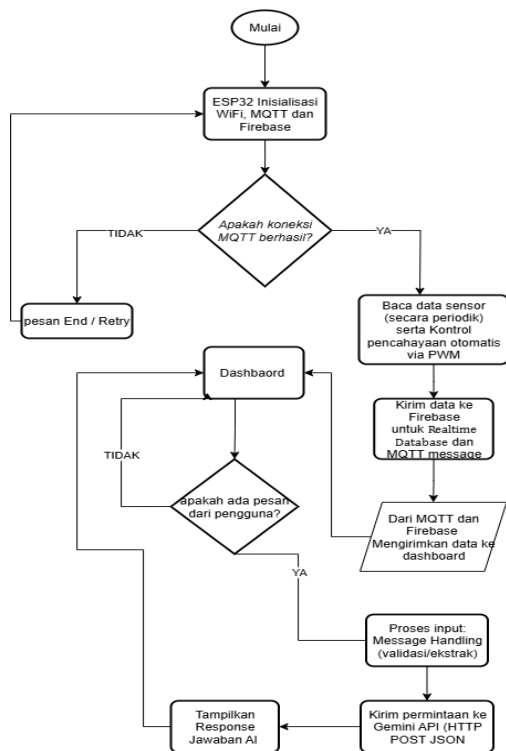 Mulai
ESP32 Inisialisasi
WiFi, MQTT dan
Firebase
Apakah koneksi
MQTT berhasil?
TIDAK
YA
pesan End / Retry
Baca data sensor
(secara periodik)
serta Kontrol
pencahayaan otomatis
via PWM
Dashbaord
Kirim data ke
Firebase
untuk Realtime
Database dan
MQTT message
TIDAK
apakah ada pesan
dari pengguna?
Dari MQTT dan
Firebase
Mengirimkan data ke
dashboard
YA
Proses input:
Message Handling
(validasi/ekstrak)
Tampilkan
Response
Jawaban AI
Kirim permintaan ke
Gemini API (HTTP
POST JSON